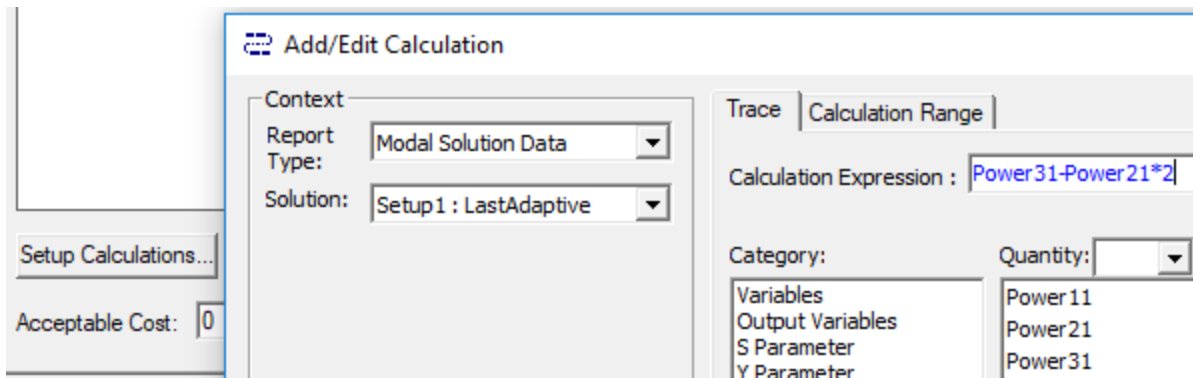 Add/Edit Calculation
Context
Report Type:
Modal Solution Data
Solution:
Setup1 : LastAdaptive
Trace
Calculation Range
Calculation Expression :
Power31-Power21*2
Setup Calculations...
Acceptable Cost:
0
Category:
Variables
Output Variables
S Parameter
Y Parameter
Quantity:
Power11
Power21
Power31